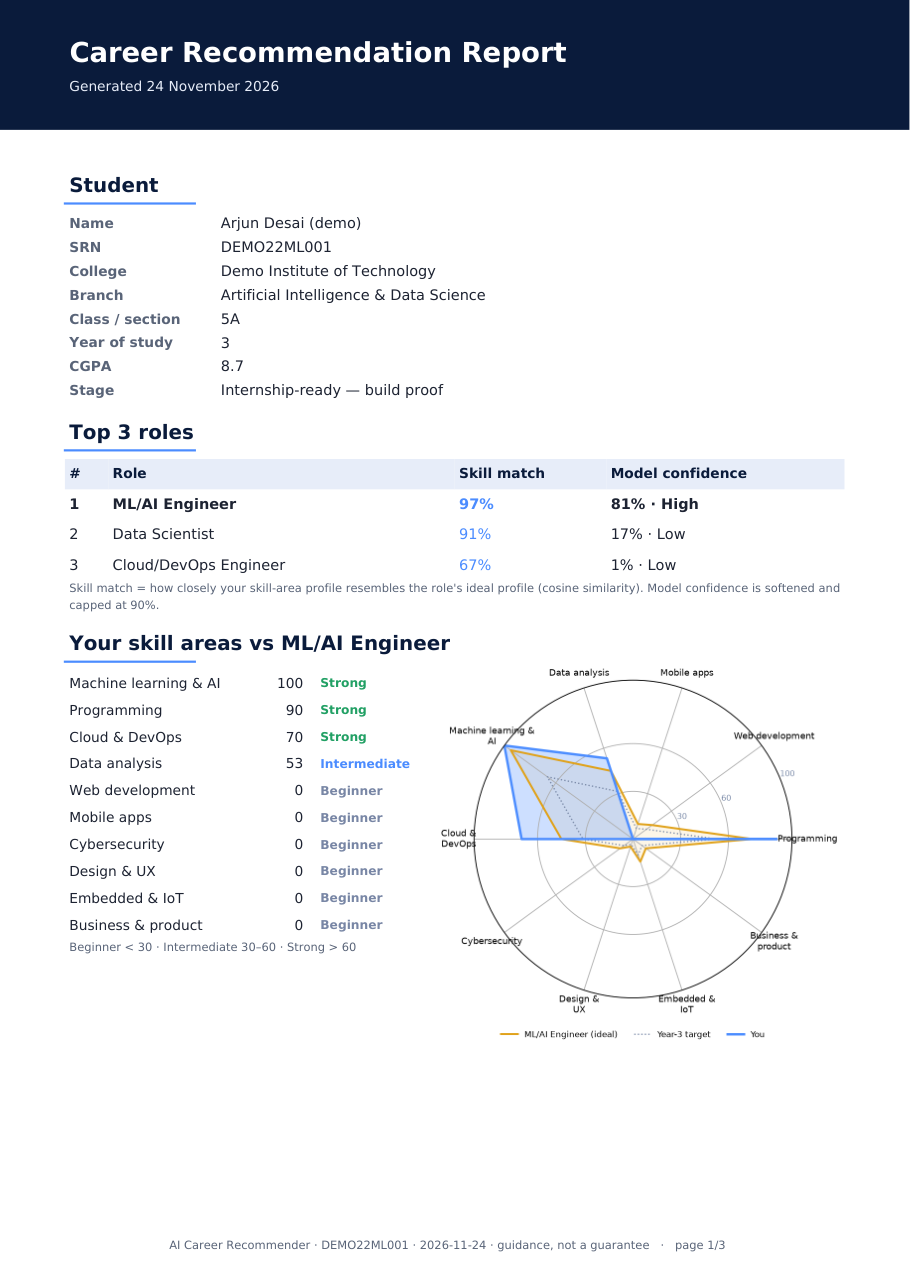 Career Recommendation Report
Generated 24 November 2026
Student
Name Arjun Desai (demo)
SRN DEMO22ML001
College Demo Institute of Technology
Branch Artificial Intelligence & Data Science
Class / section 5A
Year of study 3
CGPA 8.7
Stage Internship-ready — build proof
Top 3 roles
# Role Skill match Model confidence
1 ML/AI Engineer 97% 81% · High
2 Data Scientist 91% 17% · Low
3 Cloud/DevOps Engineer 67% 1% · Low
Skill match = how closely your skill-area profile resembles the role's ideal profile (cosine similarity). Model confidence is softened and
capped at 90%.
Your skill areas vs ML/AI Engineer
Machine learning & AI 100 Strong
Programming 90 Strong
Cloud & DevOps 70 Strong
Data analysis 53 Intermediate
Web development 0 Beginner
Mobile apps 0 Beginner
Cybersecurity 0 Beginner
Design & UX 0 Beginner
Embedded & IoT 0 Beginner
Business & product 0 Beginner
Beginner < 30 · Intermediate 30–60 · Strong > 60
Data analysis
Mobile apps
Machine learning &
AI
Web development
100
60
30
Cloud &
DevOps
Programming
Cybersecurity
Business &
product
Design &
UX
Embedded &
IoT
ML/AI Engineer (ideal) Year-3 target You
AI Career Recommender · DEMO22ML001 · 2026-11-24 · guidance, not a guarantee · page 1/3